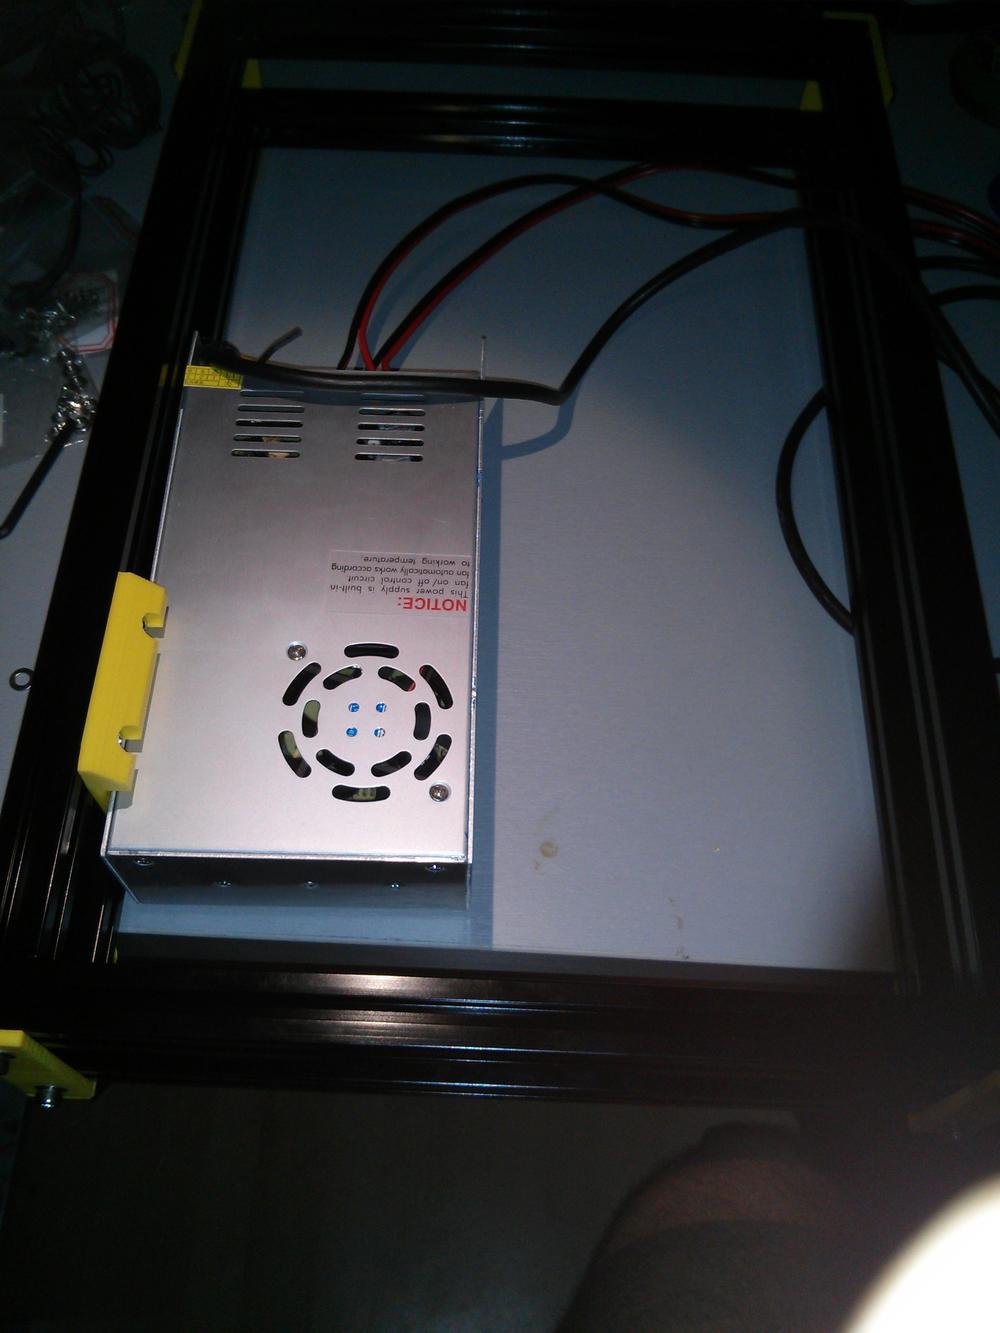 NOTICE:
This power supply is built-in
fan on/off control circuit.
fan automatically works according
to working temperature.